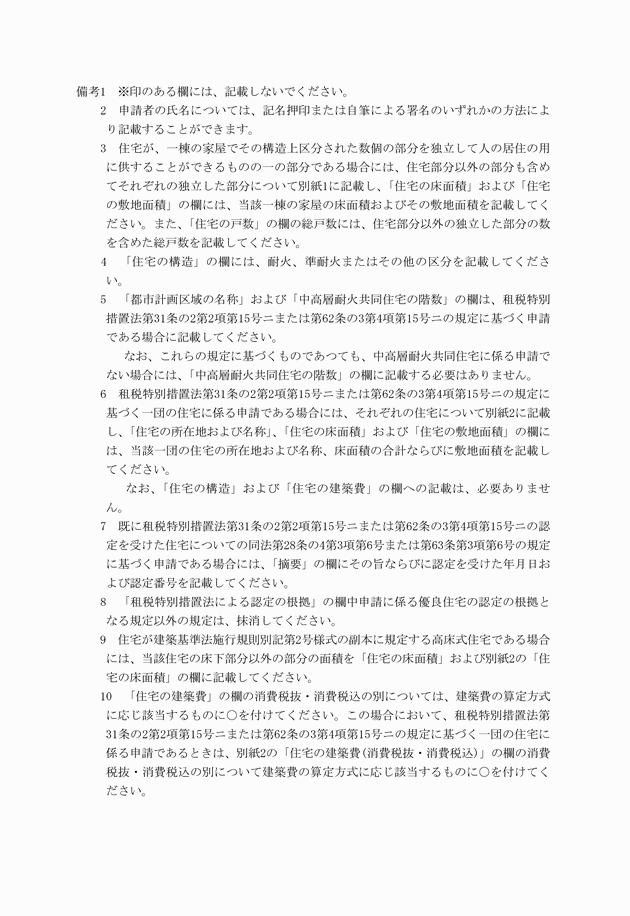 備考1　※印のある欄には、記載しないでください。
2　申請者の氏名については、記名押印または自筆による署名のいずれかの方法によ
り記載することができます。
3　住宅が、一棟の家屋でその構造上区分された数個の部分を独立して人の居住の用
に供することができるものの一の部分である場合には、住宅部分以外の部分も含め
てそれぞれの独立した部分について別紙1に記載し、「住宅の床面積」および「住宅
の敷地面積」の欄には、当該一棟の家屋の床面積およびその敷地面積を記載してく
ださい。また、「住宅の戸数」の欄の総戸数には、住宅部分以外の独立した部分の数
を含めた総戸数を記載してください。
4　「住宅の構造」の欄には、耐火、準耐火またはその他の区分を記載してくださ
い。
5　「都市計画区域の名称」および「中高層耐火共同住宅の階数」の欄は、租税特別
措置法第31条の2第2項第15号ニまたは第62条の3第4項第15号ニの規定に基づく申請
である場合に記載してください。
なお、これらの規定に基づくものであつても、中高層耐火共同住宅に係る申請で
ない場合には、「中高層耐火共同住宅の階数」の欄に記載する必要はありません。
6　租税特別措置法第31条の2第2項第15号ニまたは第62条の3第4項第15号ニの規定に
基づく一団の住宅に係る申請である場合には、それぞれの住宅について別紙2に記載
し、「住宅の所在地および名称」、「住宅の床面積」および「住宅の敷地面積」の欄に
は、当該一団の住宅の所在地および名称、床面積の合計ならびに敷地面積を記載し
てください。
なお、「住宅の構造」および「住宅の建築費」の欄への記載は、必要ありませ
ん。
7　既に租税特別措置法第31条の2第2項第15号ニまたは第62条の3第4項第15号ニの認
定を受けた住宅についての同法第28条の4第3項第6号または第63条第3項第6号の規定
に基づく申請である場合には、「摘要」の欄にその旨ならびに認定を受けた年月日お
よび認定番号を記載してください。
8　「租税特別措置法による認定の根拠」の欄中申請に係る優良住宅の認定の根拠と
なる規定以外の規定は、抹消してください。
9　住宅が建築基準法施行規則別記第2号様式の副本に規定する高床式住宅である場合
には、当該住宅の床下部分以外の部分の面積を「住宅の床面積」および別紙2の「住
宅の床面積」の欄に記載してください。
10　「住宅の建築費」の欄の消費税抜・消費税込の別については、建築費の算定方式
に応じ該当するものに○を付けてください。この場合において、租税特別措置法第
31条の2第2項第15号ニまたは第62条の3第4項第15号ニの規定に基づく一団の住宅に
係る申請であるときは、別紙2の「住宅の建築費(消費税抜・消費税込)」の欄の消費
税抜・消費税込の別について建築費の算定方式に応じ該当するものに○を付けてく
ださい。